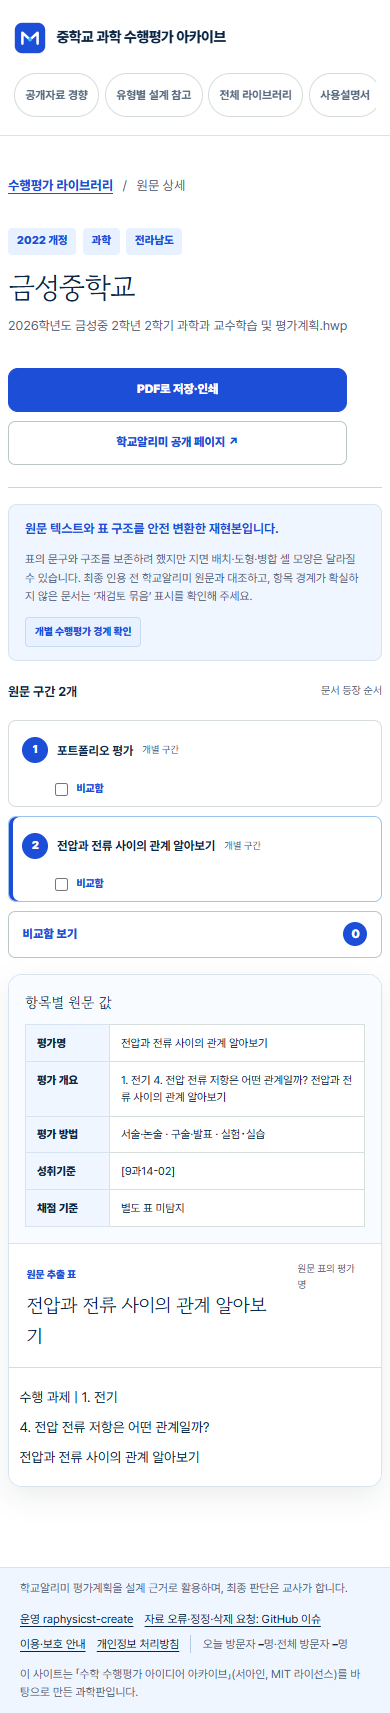 중학교 과학 수행평가 아카이브
공개자료 경향
유형별 설계 참고
전체 라이브러리
사용설명서
수행평가 라이브러리 / 원문 상세
2022 개정
과학
전라남도
금성중학교
2026학년도 금성중 2학년 2학기 과학과 교수학습 및 평가계획.hwp
PDF로 저장·인쇄
학교알리미 공개 페이지 ↗
원문 텍스트와 표 구조를 안전 변환한 재현본입니다.
표의 문구와 구조를 보존하려 했지만 지면 배치·도형·병합 셀 모양은 달라질
수 있습니다. 최종 인용 전 학교알리미 원문과 대조하고, 항목 경계가 확실하
지 않은 문서는 ‘재검토 묶음’ 표시를 확인해 주세요.
개별 수행평가 경계 확인
원문 구간 2개
문서 등장 순서
1 포트폴리오 평가 개별 구간
비교함
2 전압과 전류 사이의 관계 알아보기 개별 구간
비교함
비교함 보기 0
항목별 원문 값
평가명 전압과 전류 사이의 관계 알아보기
평가 개요 1. 전기 4. 전압 전류 저항은 어떤 관계일까? 전압과 전
류 사이의 관계 알아보기
평가 방법 서술·논술 · 구술·발표 · 실험·실습
성취기준 [9과14-02]
채점 기준 별도 표 미탐지
원문 추출 표
전압과 전류 사이의 관계 알아보
기
원문 표의 평가
명
수행 과제 | 1. 전기
4. 전압 전류 저항은 어떤 관계일까?
전압과 전류 사이의 관계 알아보기
학교알리미 평가계획을 설계 근거로 활용하며, 최종 판단은 교사가 합니다.
운영 raphysicst-create 자료 오류·정정·삭제 요청: GitHub 이슈
이용·보호 안내 개인정보 처리방침 오늘 방문자 –명·전체 방문자 –명
이 사이트는 「수학 수행평가 아이디어 아카이브」(서아인, MIT 라이선스)를 바
탕으로 만든 과학판입니다.